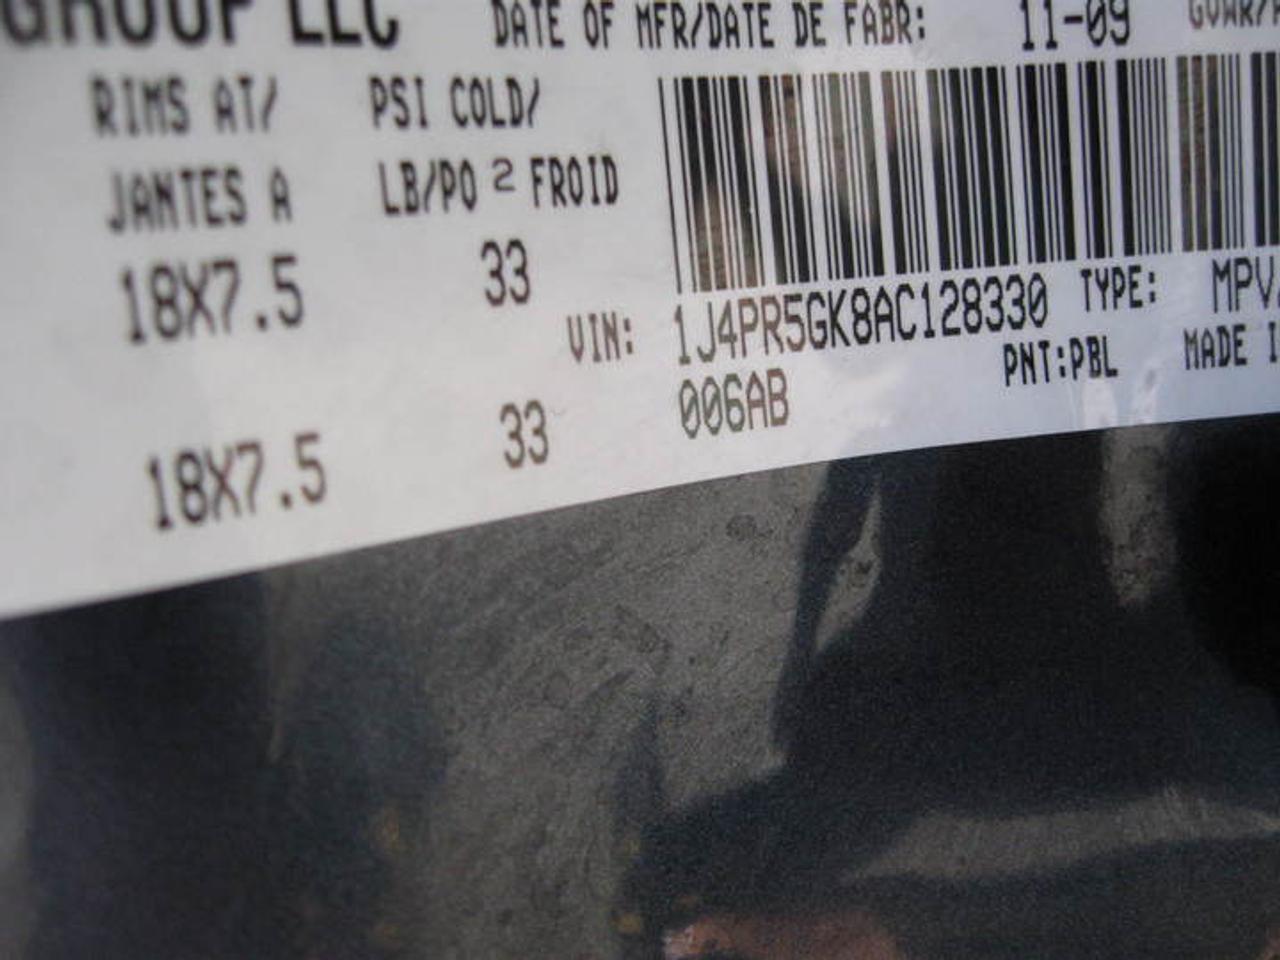 GROUP LLC DATE OF MFR/DATE DE FABR: 11-09 GVWR/
RIMS AT/ PSI COLD/
JANTES A LB/PO 2 FROID
18X7.5 33
VIN: 1J4PR5GK8AC128330 TYPE: MPV
PNT:PBL MADE
006AB
18X7.5 33